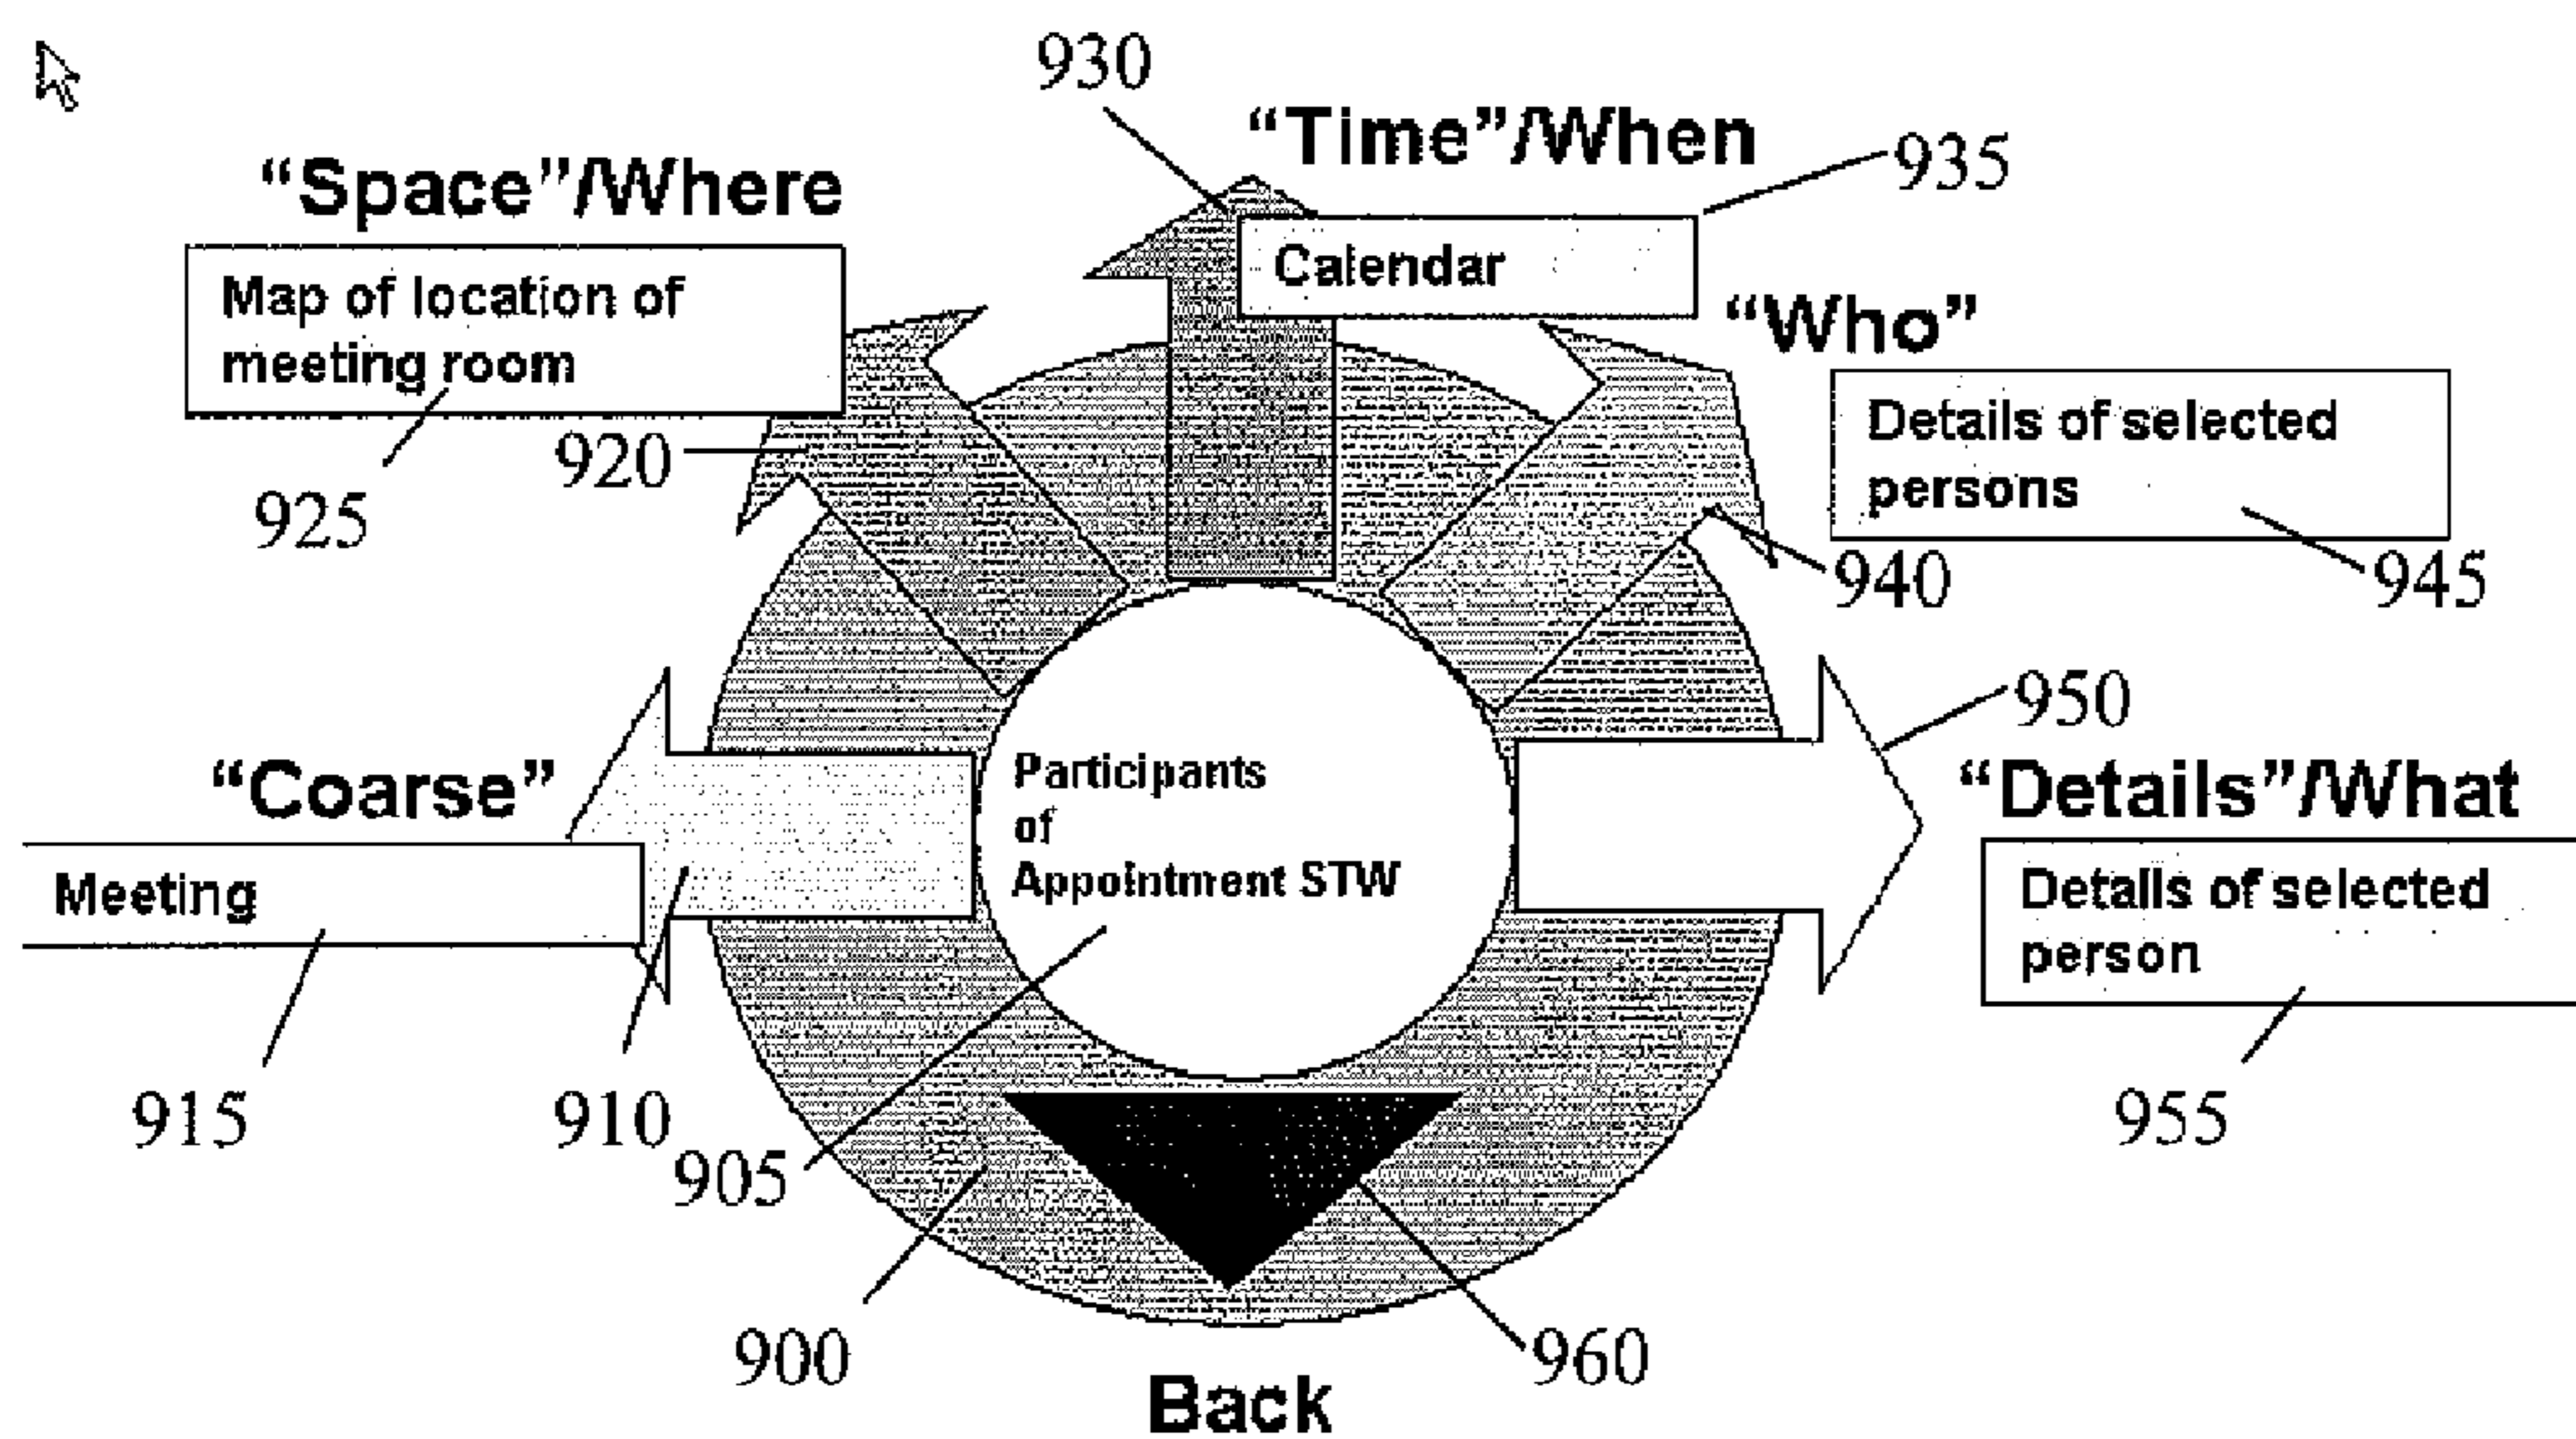 930
“Time”/When
935
“Space”/Where
Map of location of
meeting room
Calendar
“Who”
Details of selected
persons
920
925
940
945
950
“Coarse”
Meeting
Participants
of
Appointment STW
“Details”/What
Details of selected
person
915
910
905
955
900
960
Back